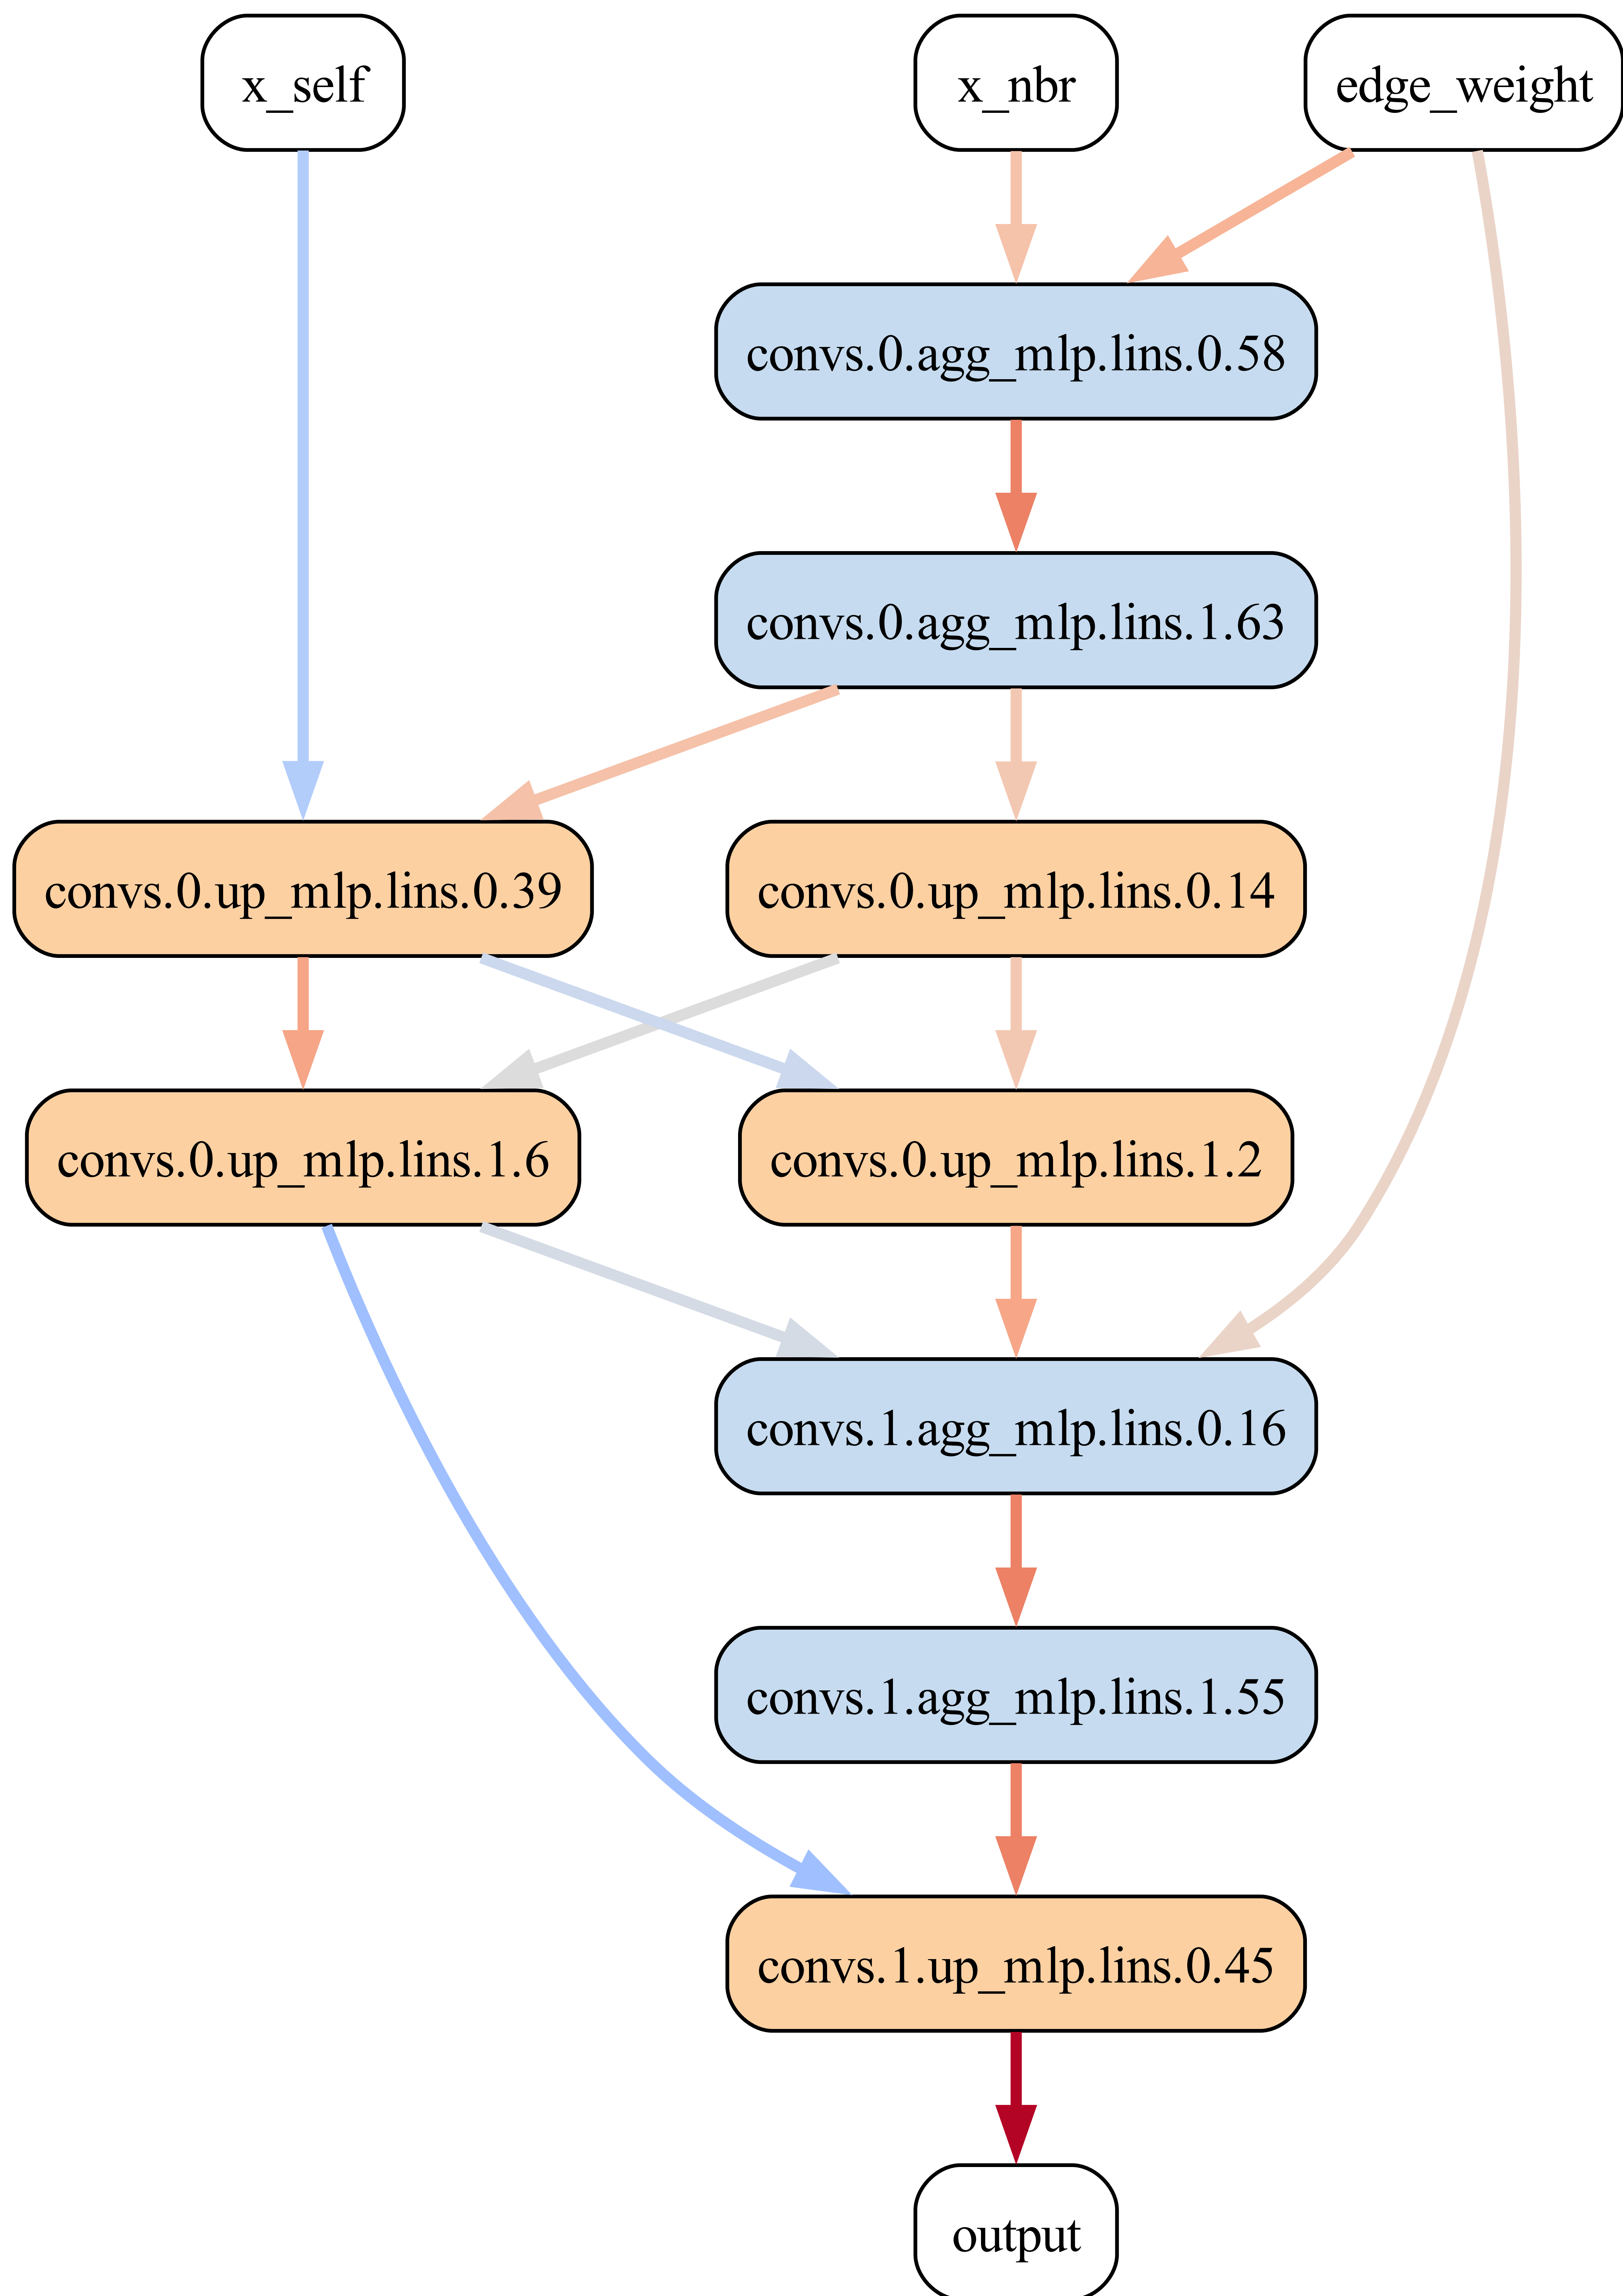 x_self
x_nbr
edge_weight
convs.0.agg_mlp.lins.0.58
convs.0.agg_mlp.lins.1.63
convs.0.up_mlp.lins.0.39
convs.0.up_mlp.lins.0.14
convs.0.up_mlp.lins.1.6
convs.0.up_mlp.lins.1.2
convs.1.agg_mlp.lins.0.16
convs.1.agg_mlp.lins.1.55
convs.1.up_mlp.lins.0.45
output